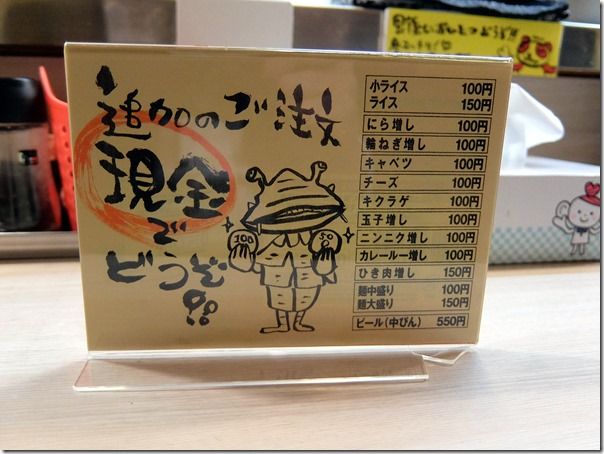 追加のご注文
現金
で
どうぞ!!
100
50
小ライス 100円
ライス 150円
にら増し 100円
輪ねぎ増し 100円
キャベツ 100円
チーズ 100円
キクラゲ 100円
玉子増し 100円
ニンニク増し 100円
カレールー増し 100円
ひき肉増し 150円
麺中盛り 100円
麺大盛り 150円
ビール(中びん) 550円